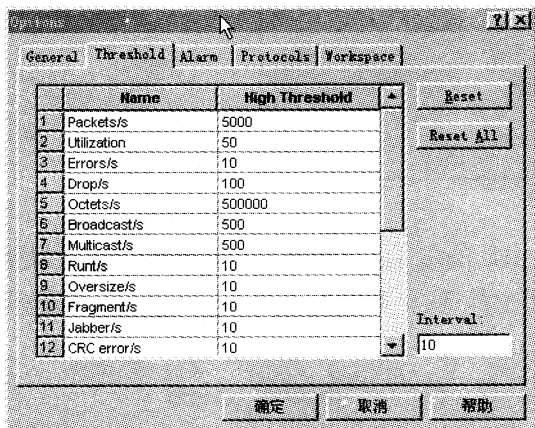 Options
General Threshold Alarm Protocols Workspace
Name High Threshold
1 Packets/s 5000
2 Utilization 50
3 Errors/s 10
4 Drop/s 100
5 Octets/s 500000
6 Broadcast/s 500
7 Multicast/s 500
8 Runt/s 10
9 Oversize/s 10
10 Fragment/s 10
11 Jabber/s 10
12 CRC error/s 10
Reset
Reset All
Interval
10
确定 取消 帮助